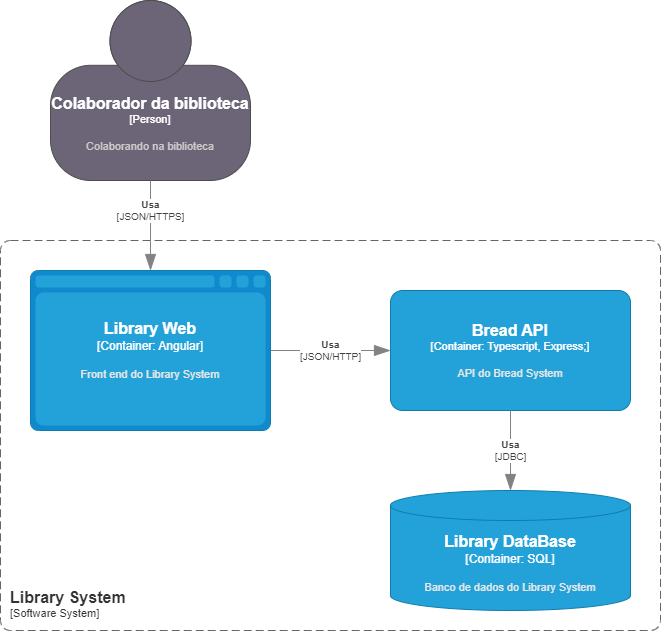 Colaborador da biblioteca
[Person]
Colaborando na biblioteca
Usa
[JSON/HTTPS]
Library Web
[Container: Angular]
Front end do Library System
Usa
[JSON/HTTP]
Bread API
[Container: Typescript, Express;]
API do Bread System
Usa
[JDBC]
Library DataBase
[Container: SQL]
Banco de dados do Library System
Library System
[Software System]